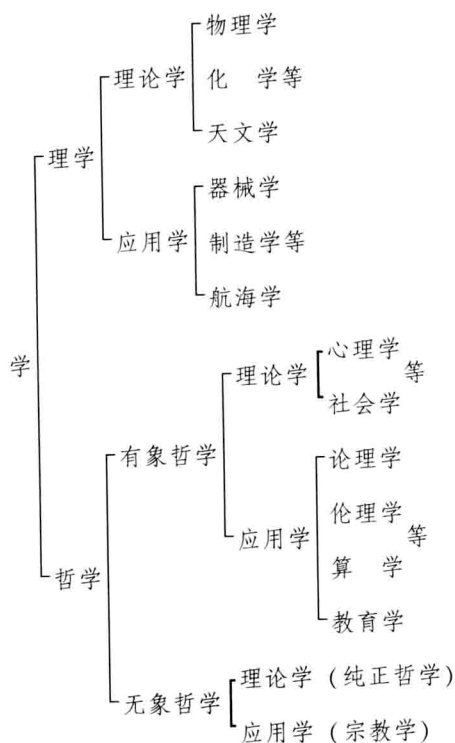 物理学
理论学
化 学等
天文学
理学
器械学
应用学
制造学等
航海学
学
心理学
理论学
等
社会学
有象哲学
论理学
伦理学
应用学
等
算 学
哲学
教育学
理论学（纯正哲学）
无象哲学
应用学（宗教学）